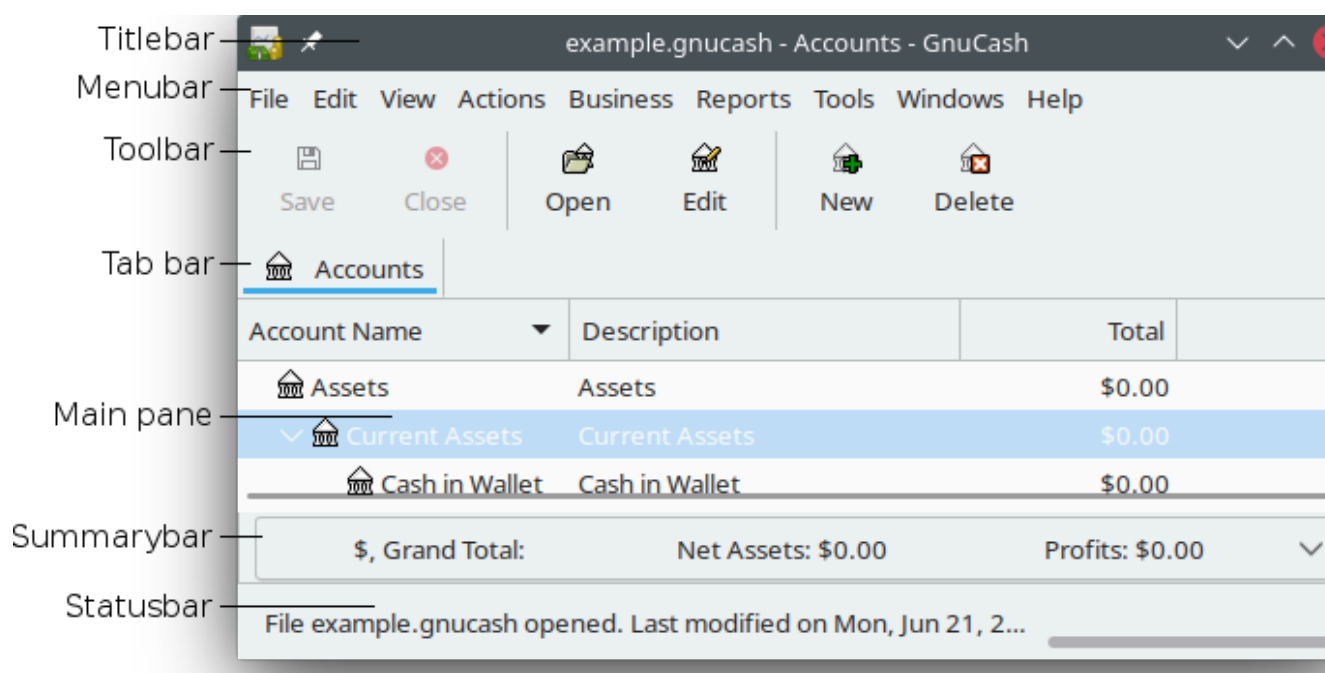 Titlebar
example.gnucash - Accounts - GnuCash
Menubar
File Edit View Actions Business Reports Tools Windows Help
Toolbar
Save Close Open Edit New Delete
Tab bar
Accounts
Account Name Description Total
Assets Assets $0.00
Main pane
Current Assets Current Assets $0.00
Cash in Wallet Cash in Wallet $0.00
Summarybar
$, Grand Total: Net Assets: $0.00 Profits: $0.00
Statusbar
File example.gnucash opened. Last modified on Mon, Jun 21, 2...